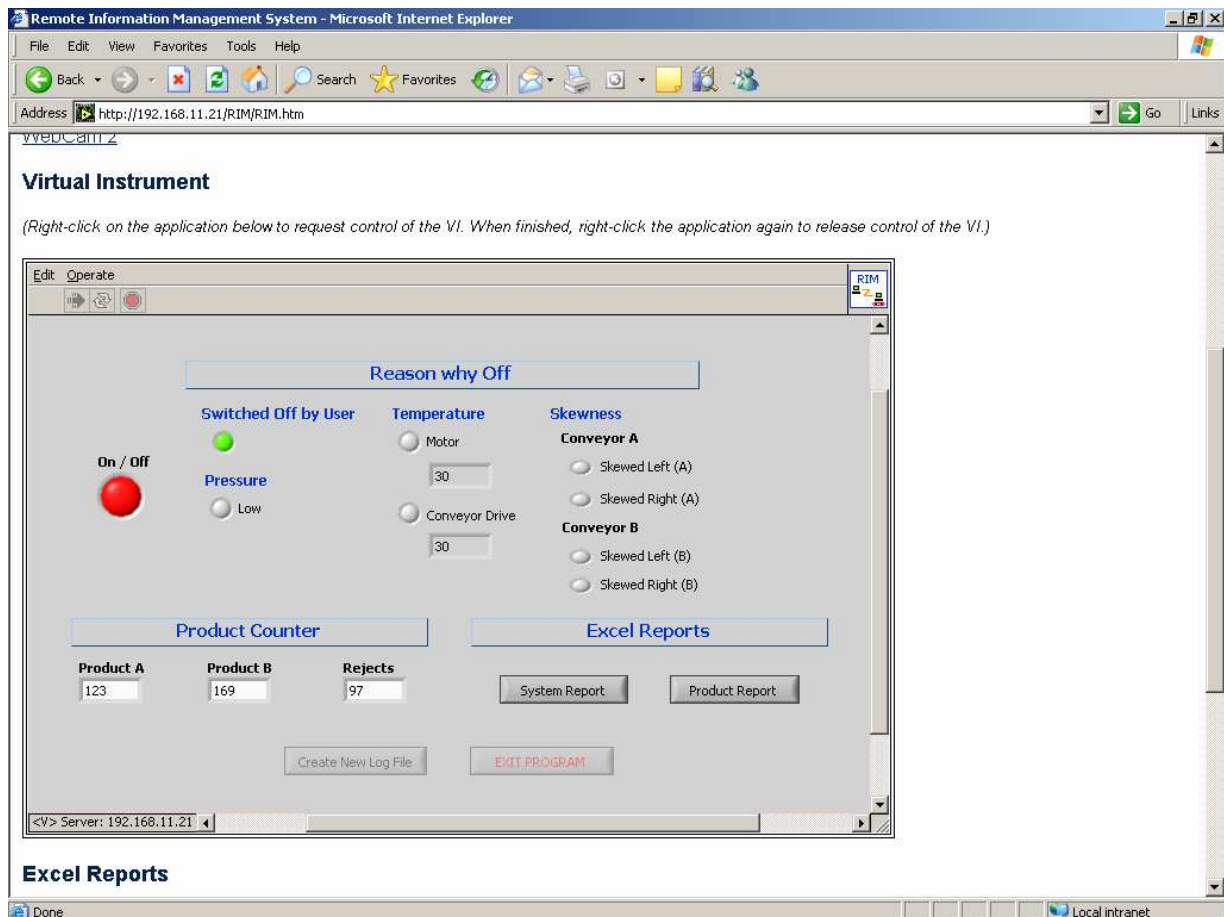 Remote Information Management System - Microsoft Internet Explorer
File Edit View Favorites Tools Help
Back Search Favorites
Address http://192.168.11.21/RIM/RIM.htm Go Links
WebCam 2
Virtual Instrument
(Right-click on the application below to request control of the VI. When finished, right-click the application again to release control of the VI.)
Edit Operate
RIM
Reason why Off
Switched Off by User
Temperature
Skewness
Conveyor A
Motor
On / Off
Skewed Left (A)
30
Pressure
Skewed Right (A)
Low
Conveyor Drive
Conveyor B
30
Skewed Left (B)
Skewed Right (B)
Product Counter
Excel Reports
Product A Product B Rejects
123 169 97
System Report Product Report
Create New Log File EXIT PROGRAM
<V> Server: 192.168.11.21
Excel Reports
Done Local intranet